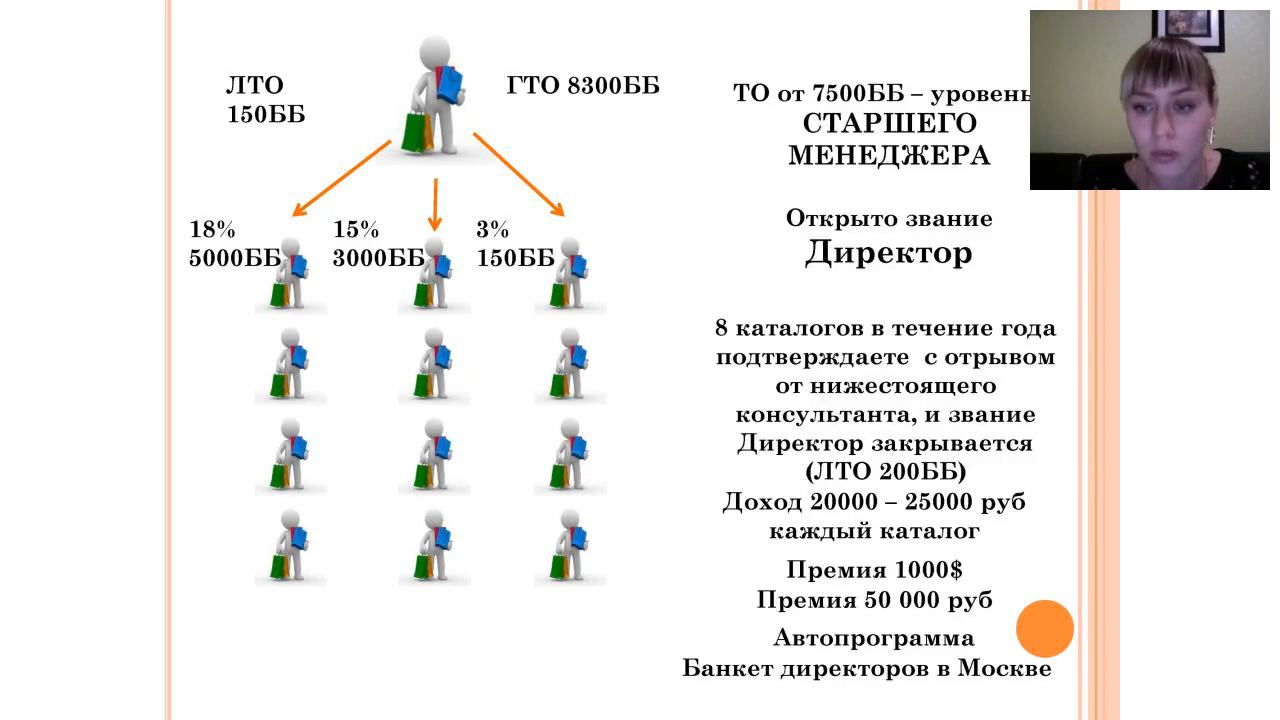 ЛТО
150ББ
ГТО 8300ББ
18%
5000ББ
15%
3000ББ
3%
150ББ
ТО от 7500ББ – уровень
СТАРШЕГО
МЕНЕДЖЕРА
Открыто звание
Директор
8 каталогов в течение года
подтверждаете с отрывом
от нижестоящего
консультанта, и звание
Директор закрывается
(ЛТО 200ББ)
Доход 20000 – 25000 руб
каждый каталог
Премия 1000$
Премия 50 000 руб
Автопрограмма
Банкет директоров в Москве